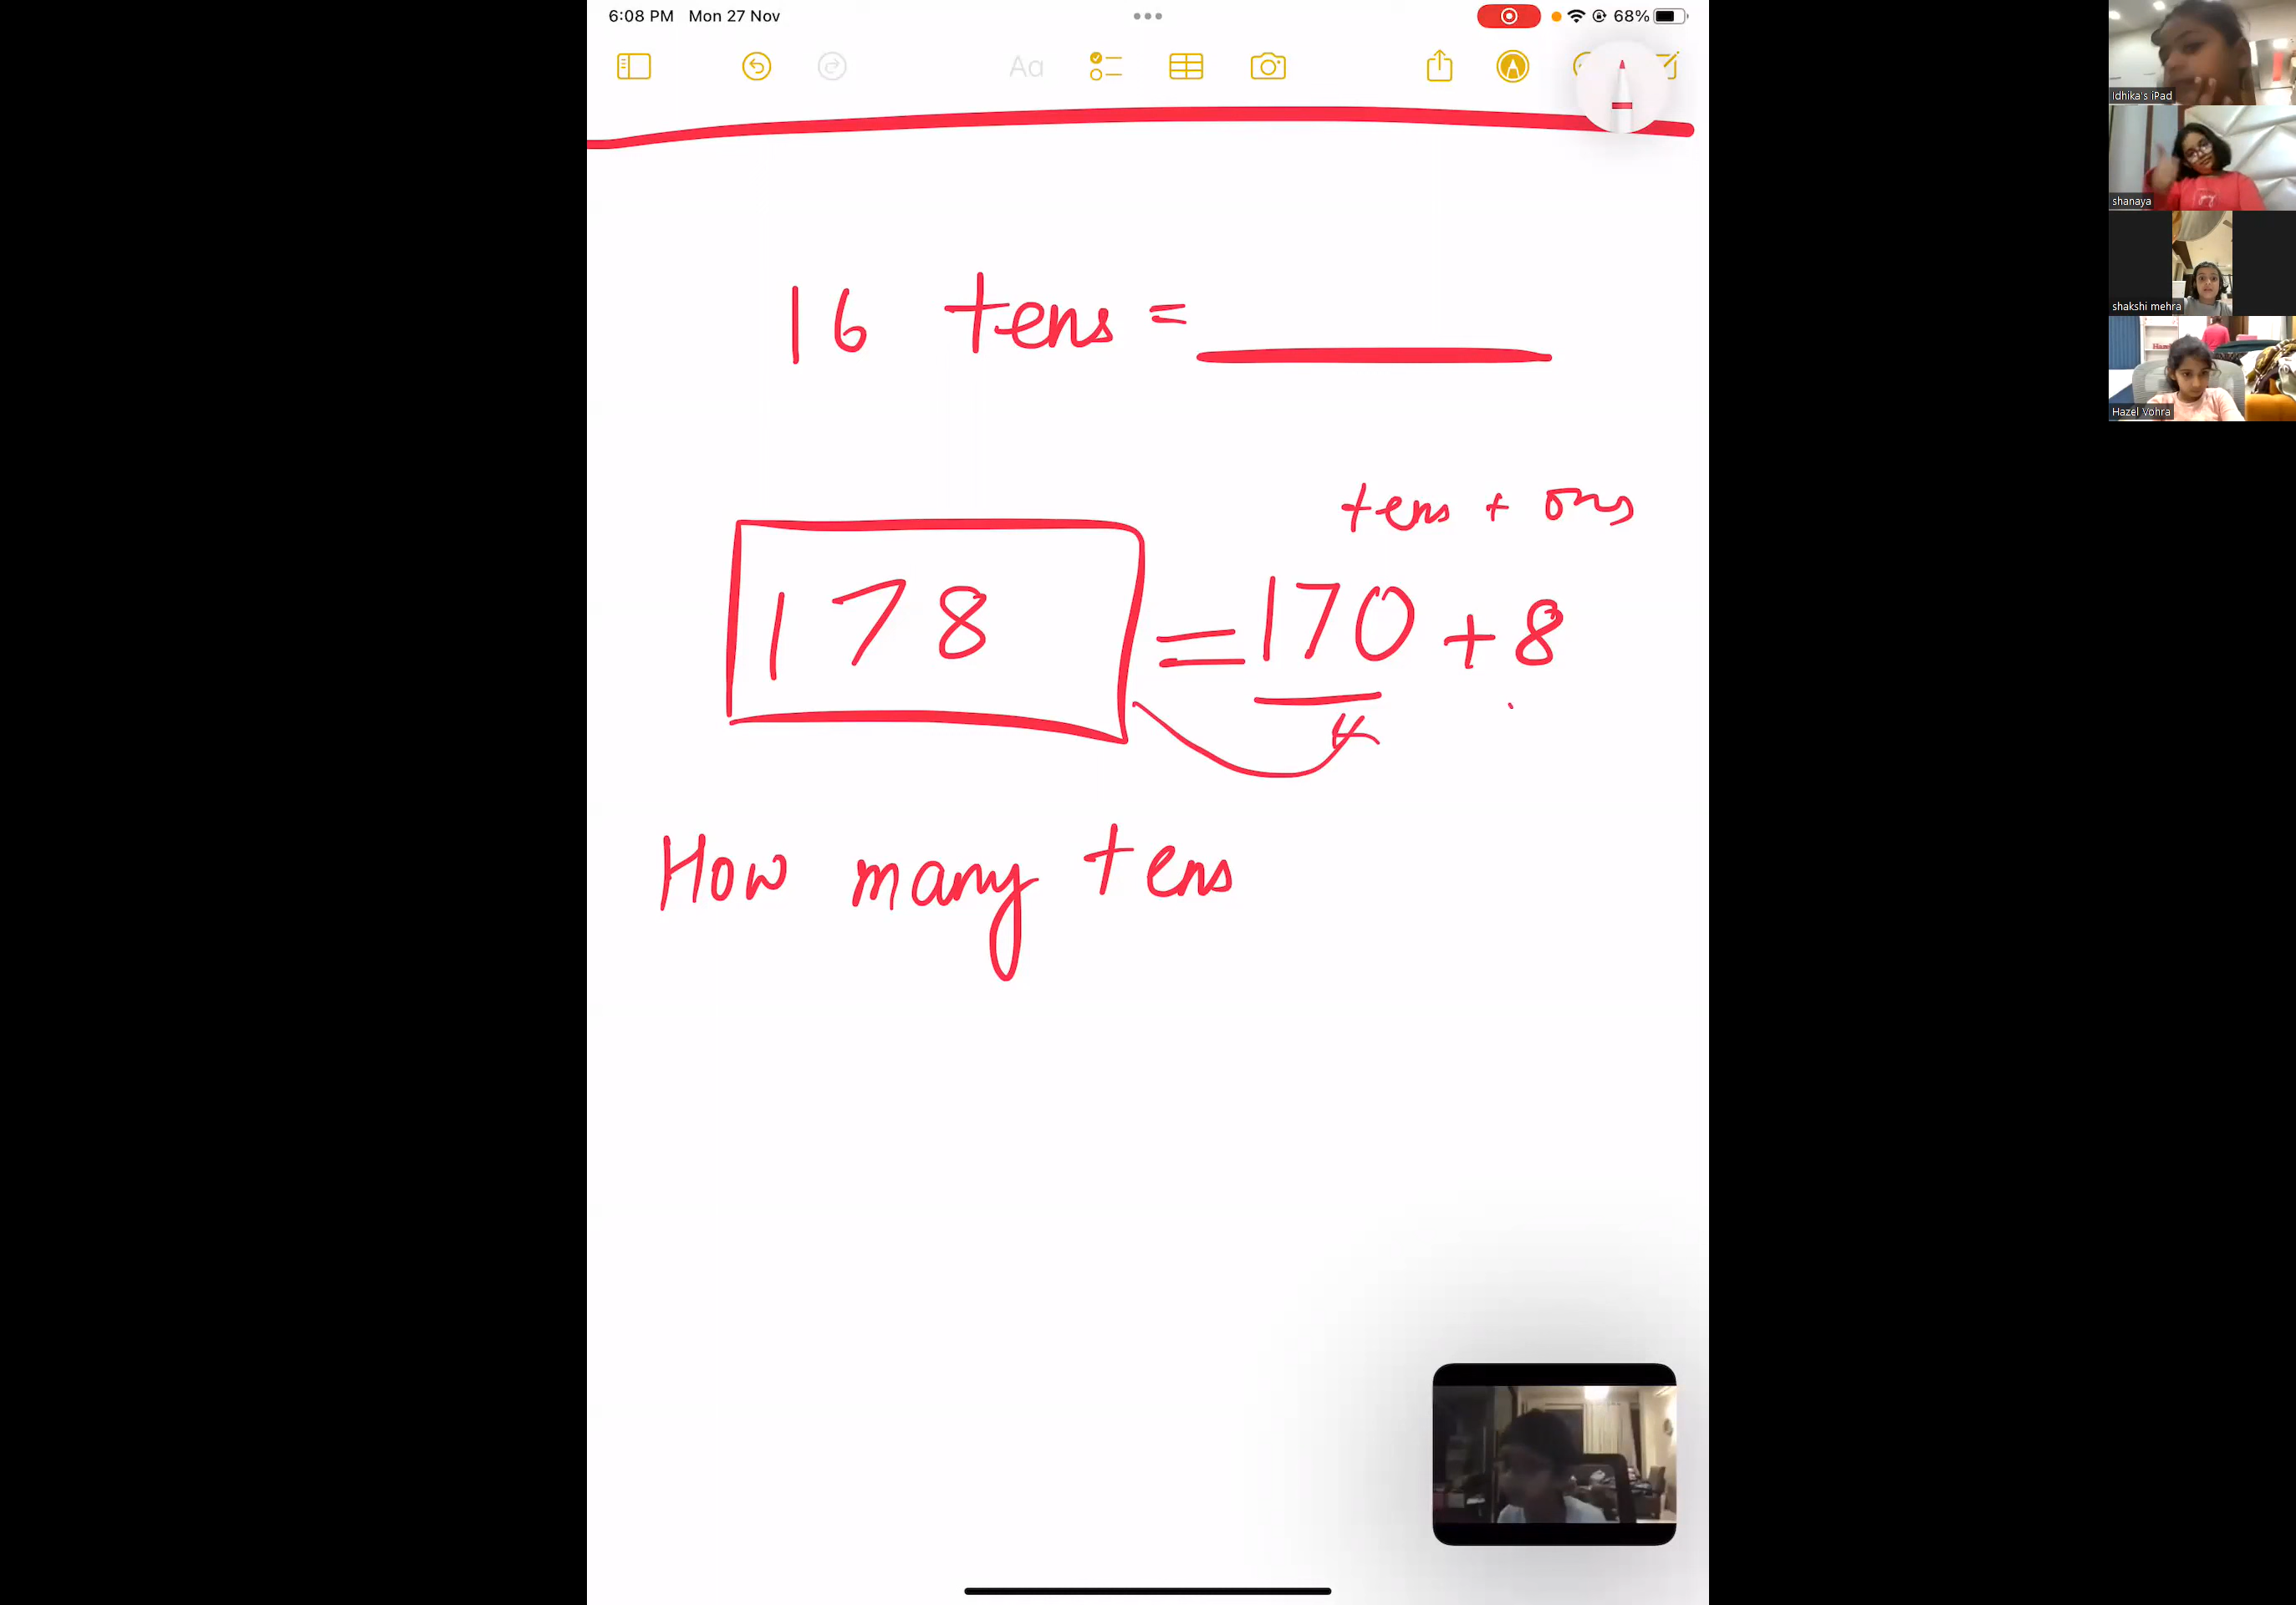 6:08 PM Mon 27 Nov
68%
Aa
16 tens =
tens + ons
178 = 170 + 8
How many tens
Idhika's iPad
shanaya
shakshi mehra
Hazel Vohra